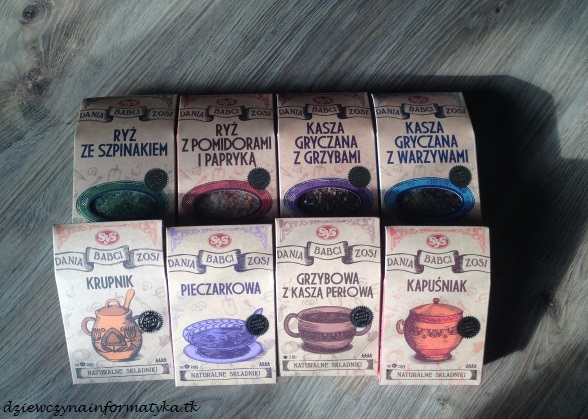 SyS
DANIA BABCI ZOSI
RYŻ
ZE SZPINAKIEM
SyS
DANIA BABCI ZOSI
RYŻ
Z POMIDORAMI
I PAPRYKĄ
SyS
DANIA BABCI ZOSI
KASZA
GRYCZANA
Z GRZYBAMI
SyS
DANIA BABCI ZOSI
KASZA
GRYCZANA
Z WARZYWAMI
SyS
DANIA BABCI ZOSI
KRUPNIK
NATURALNE SKŁADNIKI
SyS
DANIA BABCI ZOSI
PIECZARKOWA
NATURALNE SKŁADNIKI
SyS
DANIA BABCI ZOSI
GRZYBOWA
Z KASZĄ PERŁOWĄ
NATURALNE SKŁADNIKI
SyS
DANIA BABCI ZOSI
KAPUŚNIAK
NATURALNE SKŁADNIKI
dziewczynainformatyka.tk